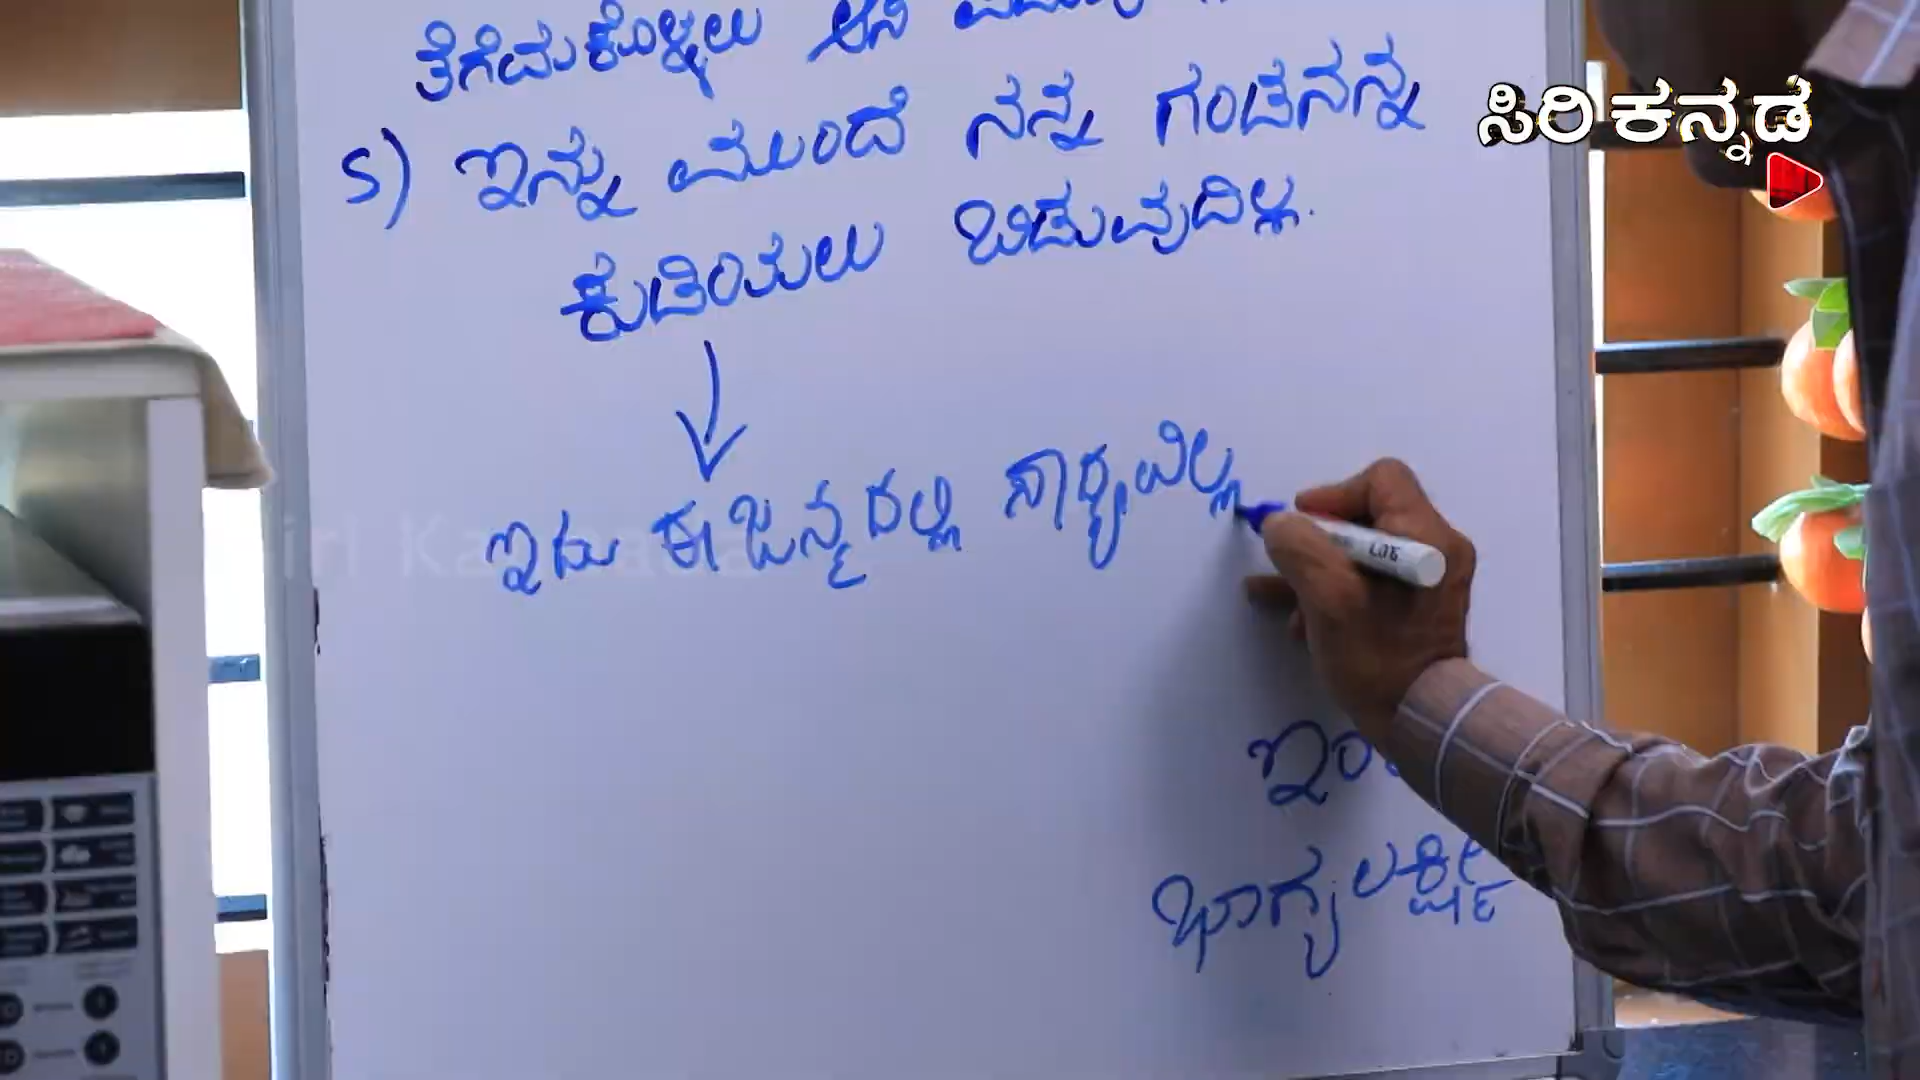 ತೆಗೆದುಕೊಳ್ಳಲು
ಸಿರಿಕನ್ನಡ
5) ಇನ್ನು ಮುಂದೆ ನನ್ನ ಗಂಡನನ್ನ
ಕುಡಿಯಲು ಬಿಡುವುದಿಲ್ಲ.
ಇದು ಈ ಜನ್ಮದಲ್ಲಿ ಸಾಧ್ಯವಿಲ್ಲ
ಭಾಗ್ಯಲಕ್ಷ್ಮೀ